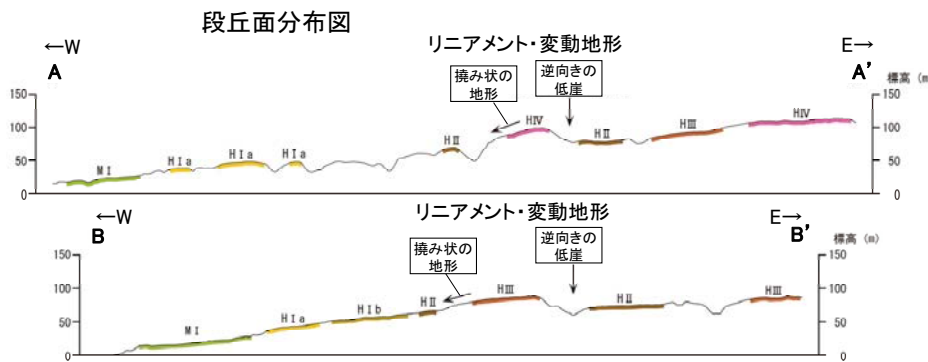 段丘面分布図
リニアメント・変動地形
←W
E→
A
A'
標高 (m)
撓み状の
地形
逆向きの
低崖
150
100
50
0
150
100
50
0
MⅠ
HⅠa
HⅠa
HⅠa
HⅡ
HⅣ
HⅡ
HⅢ
HⅣ
リニアメント・変動地形
←W
E→
B
B'
標高 (m)
撓み状の
地形
逆向きの
低崖
150
100
50
0
150
100
50
0
MⅠ
HⅠa
HⅠb
HⅡ
HⅢ
HⅡ
HⅢ